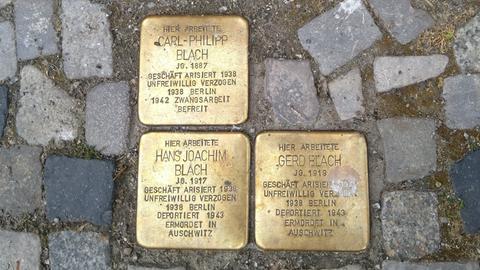 HIER ARBEITETE
CARL-PHILIPP
BLACH
JG. 1887
GESCHÄFT ARISIERT 1938
UNFREIWILLIG VERZOGEN
1938 BERLIN
1942 ZWANGSARBEIT
BEFREIT
HIER ARBEITETE
HANS JOACHIM
BLACH
JG. 1917
GESCHÄFT ARISIERT 1938
UNFREIWILLIG VERZOGEN
1938 BERLIN
DEPORTIERT 1943
ERMORDET IN
AUSCHWITZ
HIER ARBEITETE
GERD BLACH
JG. 1919
GESCHÄFT ARISIERT 1938
UNFREIWILLIG VERZOGEN
1938 BERLIN
DEPORTIERT 1943
ERMORDET IN
AUSCHWITZ